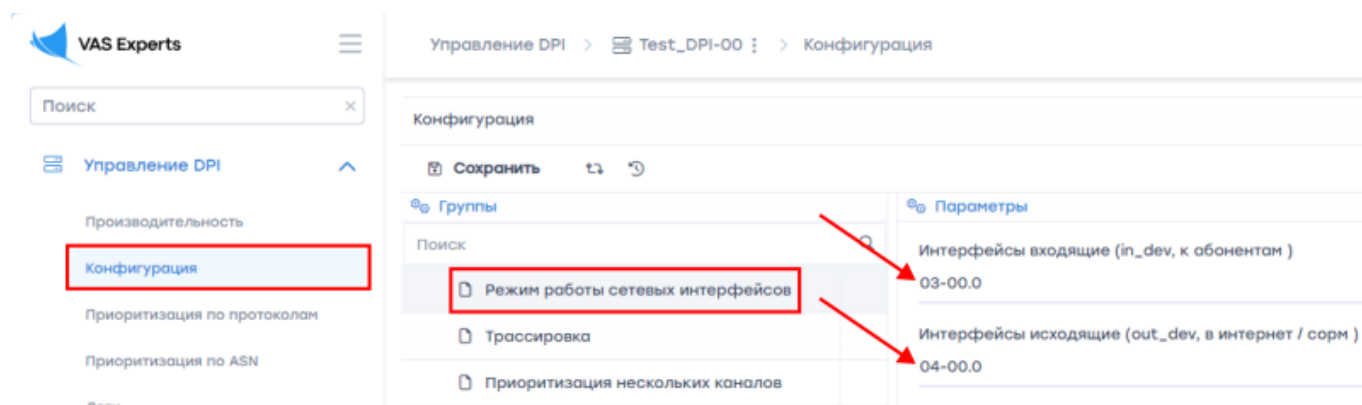 VAS Experts
Управление DPI > Test_DPI-00 > Конфигурация
Поиск
Управление DPI
Производительность
Конфигурация
Приоритизация по протоколам
Приоритизация по ASN
Конфигурация
Сохранить
Группы
Поиск
Режим работы сетевых интерфейсов
Трассировка
Приоритизация нескольких каналов
Параметры
Интерфейсы входящие (in_dev, к абонентам )
03-00.0
Интерфейсы исходящие (out_dev, в интернет / сорм )
04-00.0